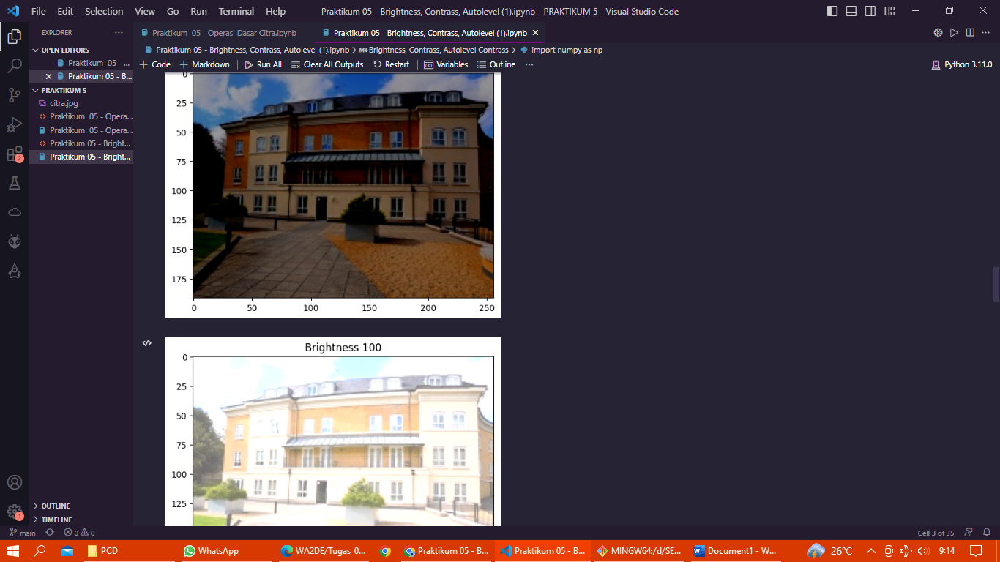 File Edit Selection View Go Run Terminal Help
Praktikum 05 - Brightness, Contrass, Autolevel (1).ipynb - PRAKTIKUM 5 - Visual Studio Code
EXPLORER
OPEN EDITORS
Praktikum 05 - ...
Praktikum 05 - B...
PRAKTIKUM 5
citra.jpg
Praktikum 05 - Opera...
Praktikum 05 - Opera...
Praktikum 05 - Bright...
Praktikum 05 - Bright...
OUTLINE
TIMELINE
2
1
Praktikum 05 - Operasi Dasar Citra.ipynb
Praktikum 05 - Brightness, Contrass, Autolevel (1).ipynb
Praktikum 05 - Brightness, Contrass, Autolevel (1).ipynb > M↓Brightness, Contrass, Autolevel Contrass > import numpy as np
+ Code + Markdown Run All Clear All Outputs Restart Variables Outline ... Python 3.11.0
0
25
50
75
100
125
150
175
0 50 100 150 200 250
Brightness 100
0
25
50
75
100
125
main 0 0 Cell 3 of 35
PCD WhatsApp WA2DE/Tugas_0... Praktikum 05 - B... Praktikum 05 - B... MINGW64:/d/SE... Document1 - W... 26°C 9:14